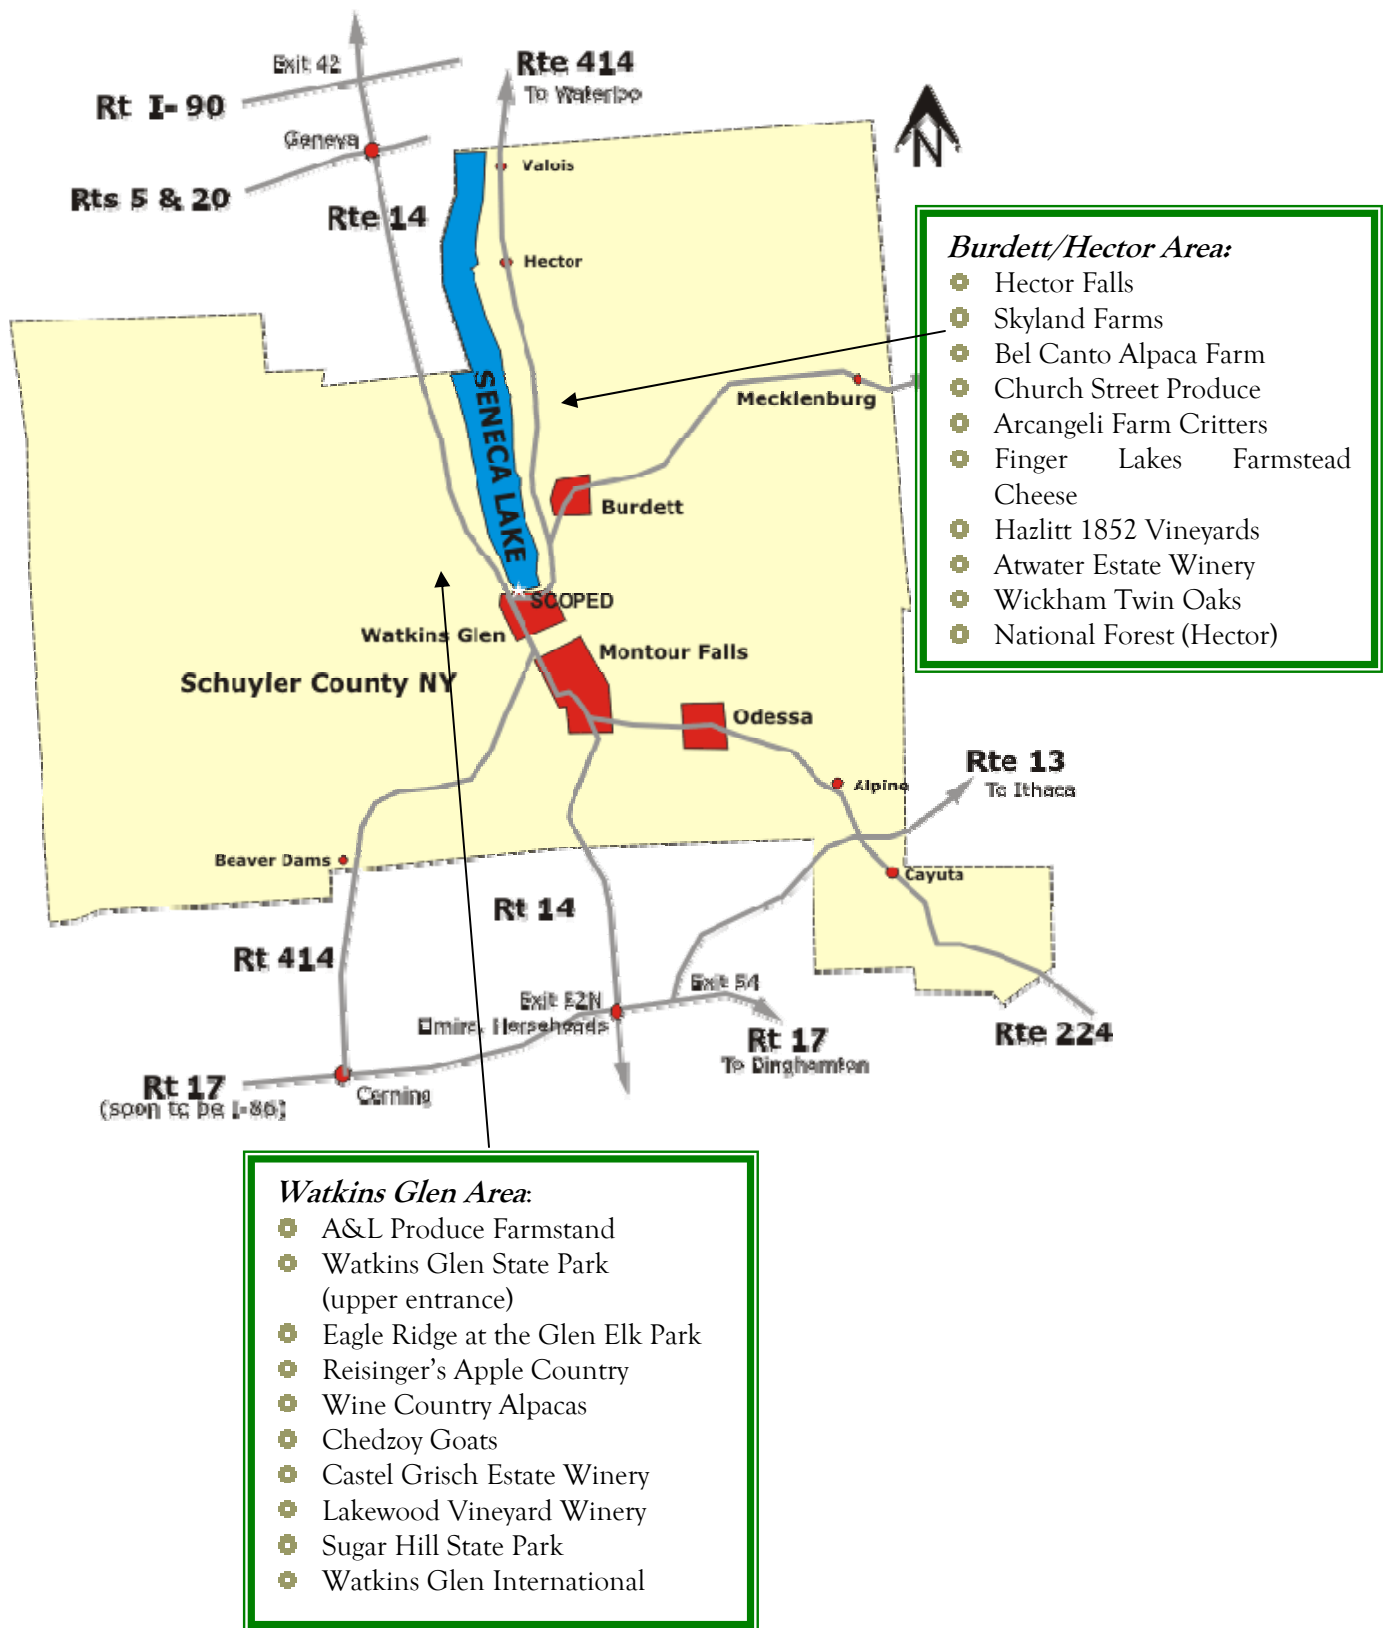 Exit 42
Rte 414
To Waterloo
Rt I-90
N
Geneva
Valois
Rts 5 & 20
Rte 14
Hector
Burdett/Hector Area:
Hector Falls
Skyland Farms
Bel Canto Alpaca Farm
Church Street Produce
Arcangeli Farm Critters
Finger Lakes Farmstead
Cheese
Hazlitt 1852 Vineyards
Atwater Estate Winery
Wickham Twin Oaks
National Forest (Hector)
SENECA LAKE
Mecklenburg
Burdett
SCOPED
Watkins Glen
Montour Falls
Schuyler County NY
Odessa
Rte 13
To Ithaca
Alpine
Beaver Dams
Cayuta
Rt 14
Rt 414
Exit 54
Exit 52N
Elmira, Horseheads
Rt 17
To Binghamton
Rte 224
Rt 17
(soon to be I-86)
Corning
Watkins Glen Area:
A&L Produce Farmstand
Watkins Glen State Park
(upper entrance)
Eagle Ridge at the Glen Elk Park
Reisinger's Apple Country
Wine Country Alpacas
Chedzoy Goats
Castel Grisch Estate Winery
Lakewood Vineyard Winery
Sugar Hill State Park
Watkins Glen International